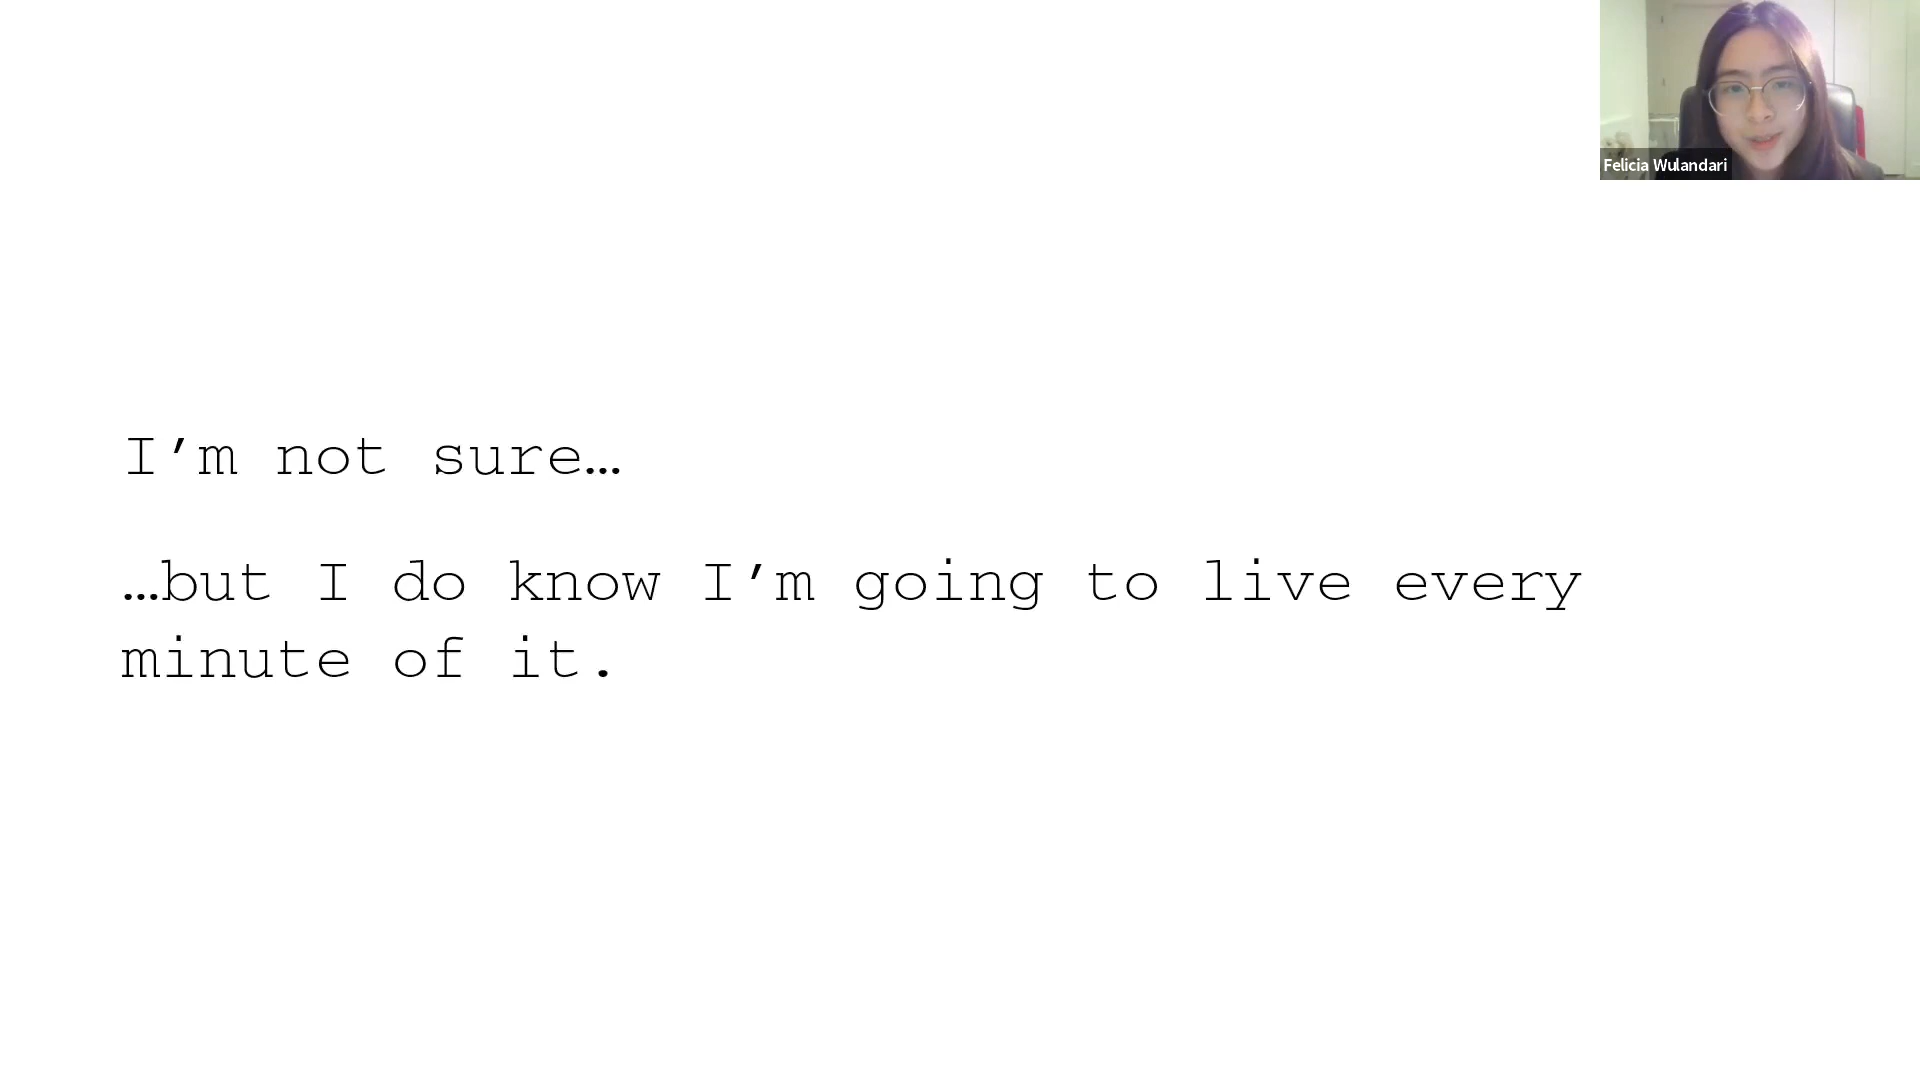 Felicia Wulandari
I’m not sure…
…but I do know I’m going to live every
minute of it.